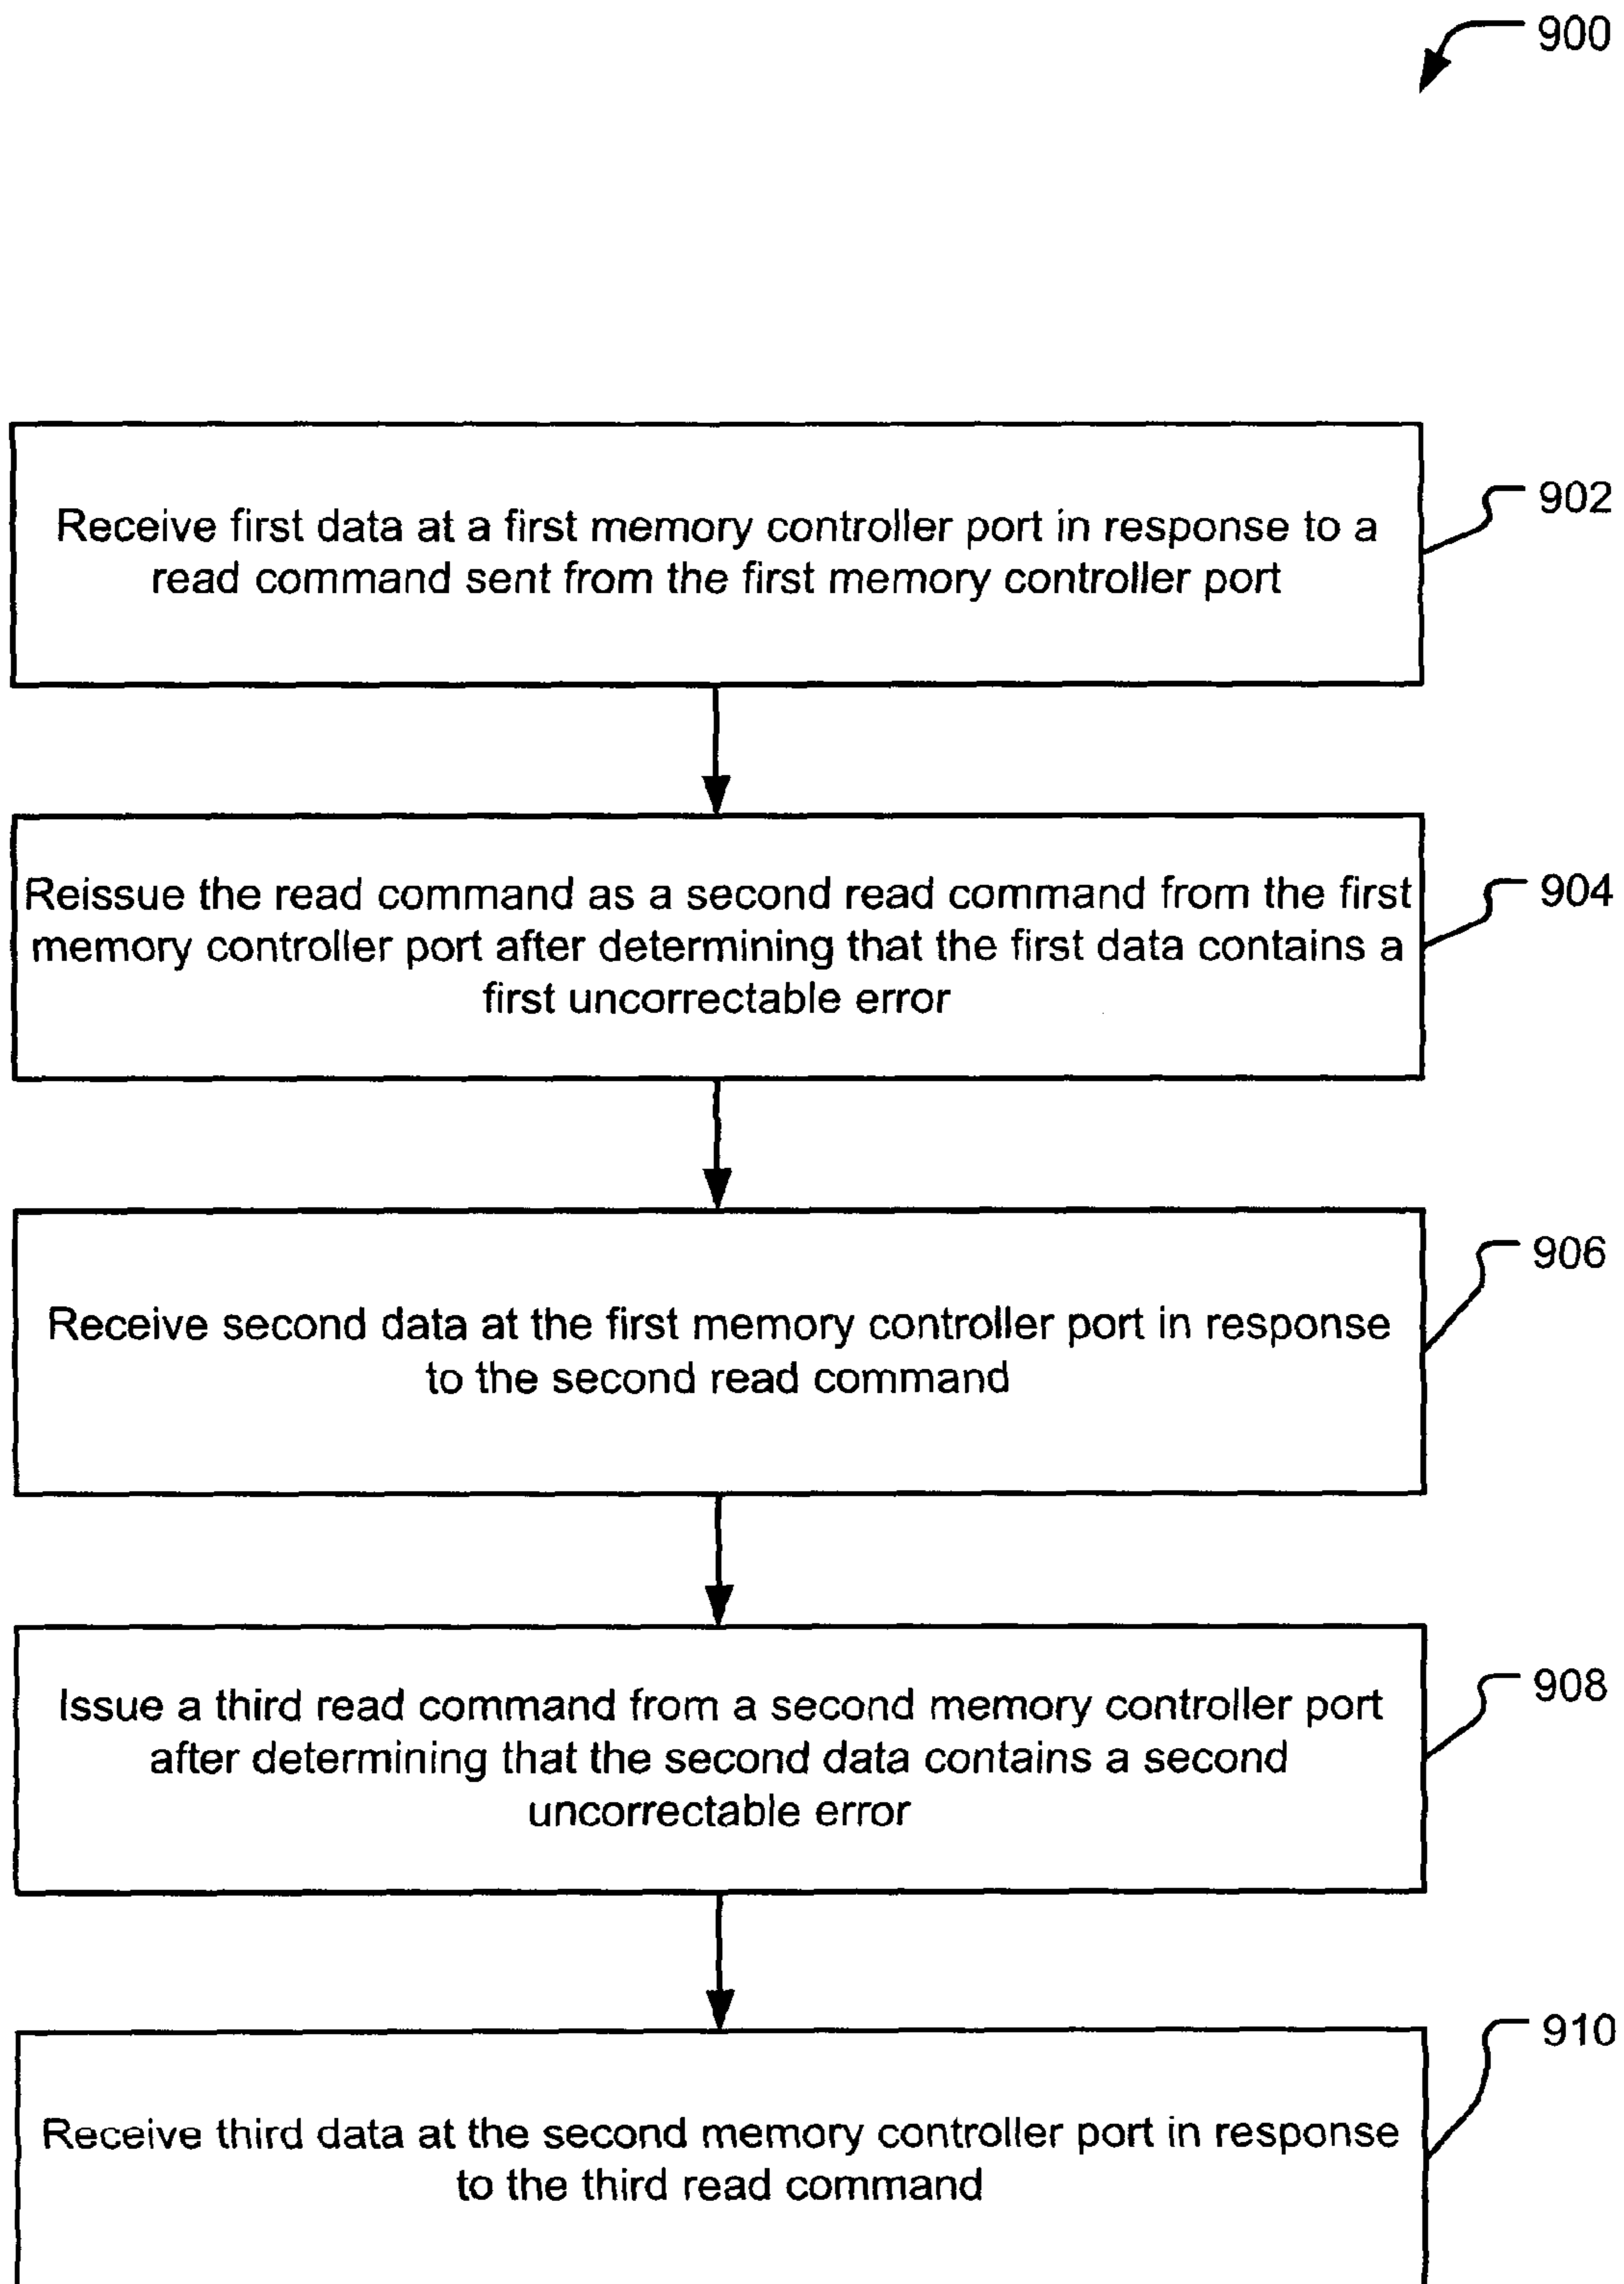 900
Receive first data at a first memory controller port in response to a
read command sent from the first memory controller port
902
Reissue the read command as a second read command from the first
memory controller port after determining that the first data contains a
first uncorrectable error
904
Receive second data at the first memory controller port in response
to the second read command
906
Issue a third read command from a second memory controller port
after determining that the second data contains a second
uncorrectable error
908
Receive third data at the second memory controller port in response
to the third read command
910